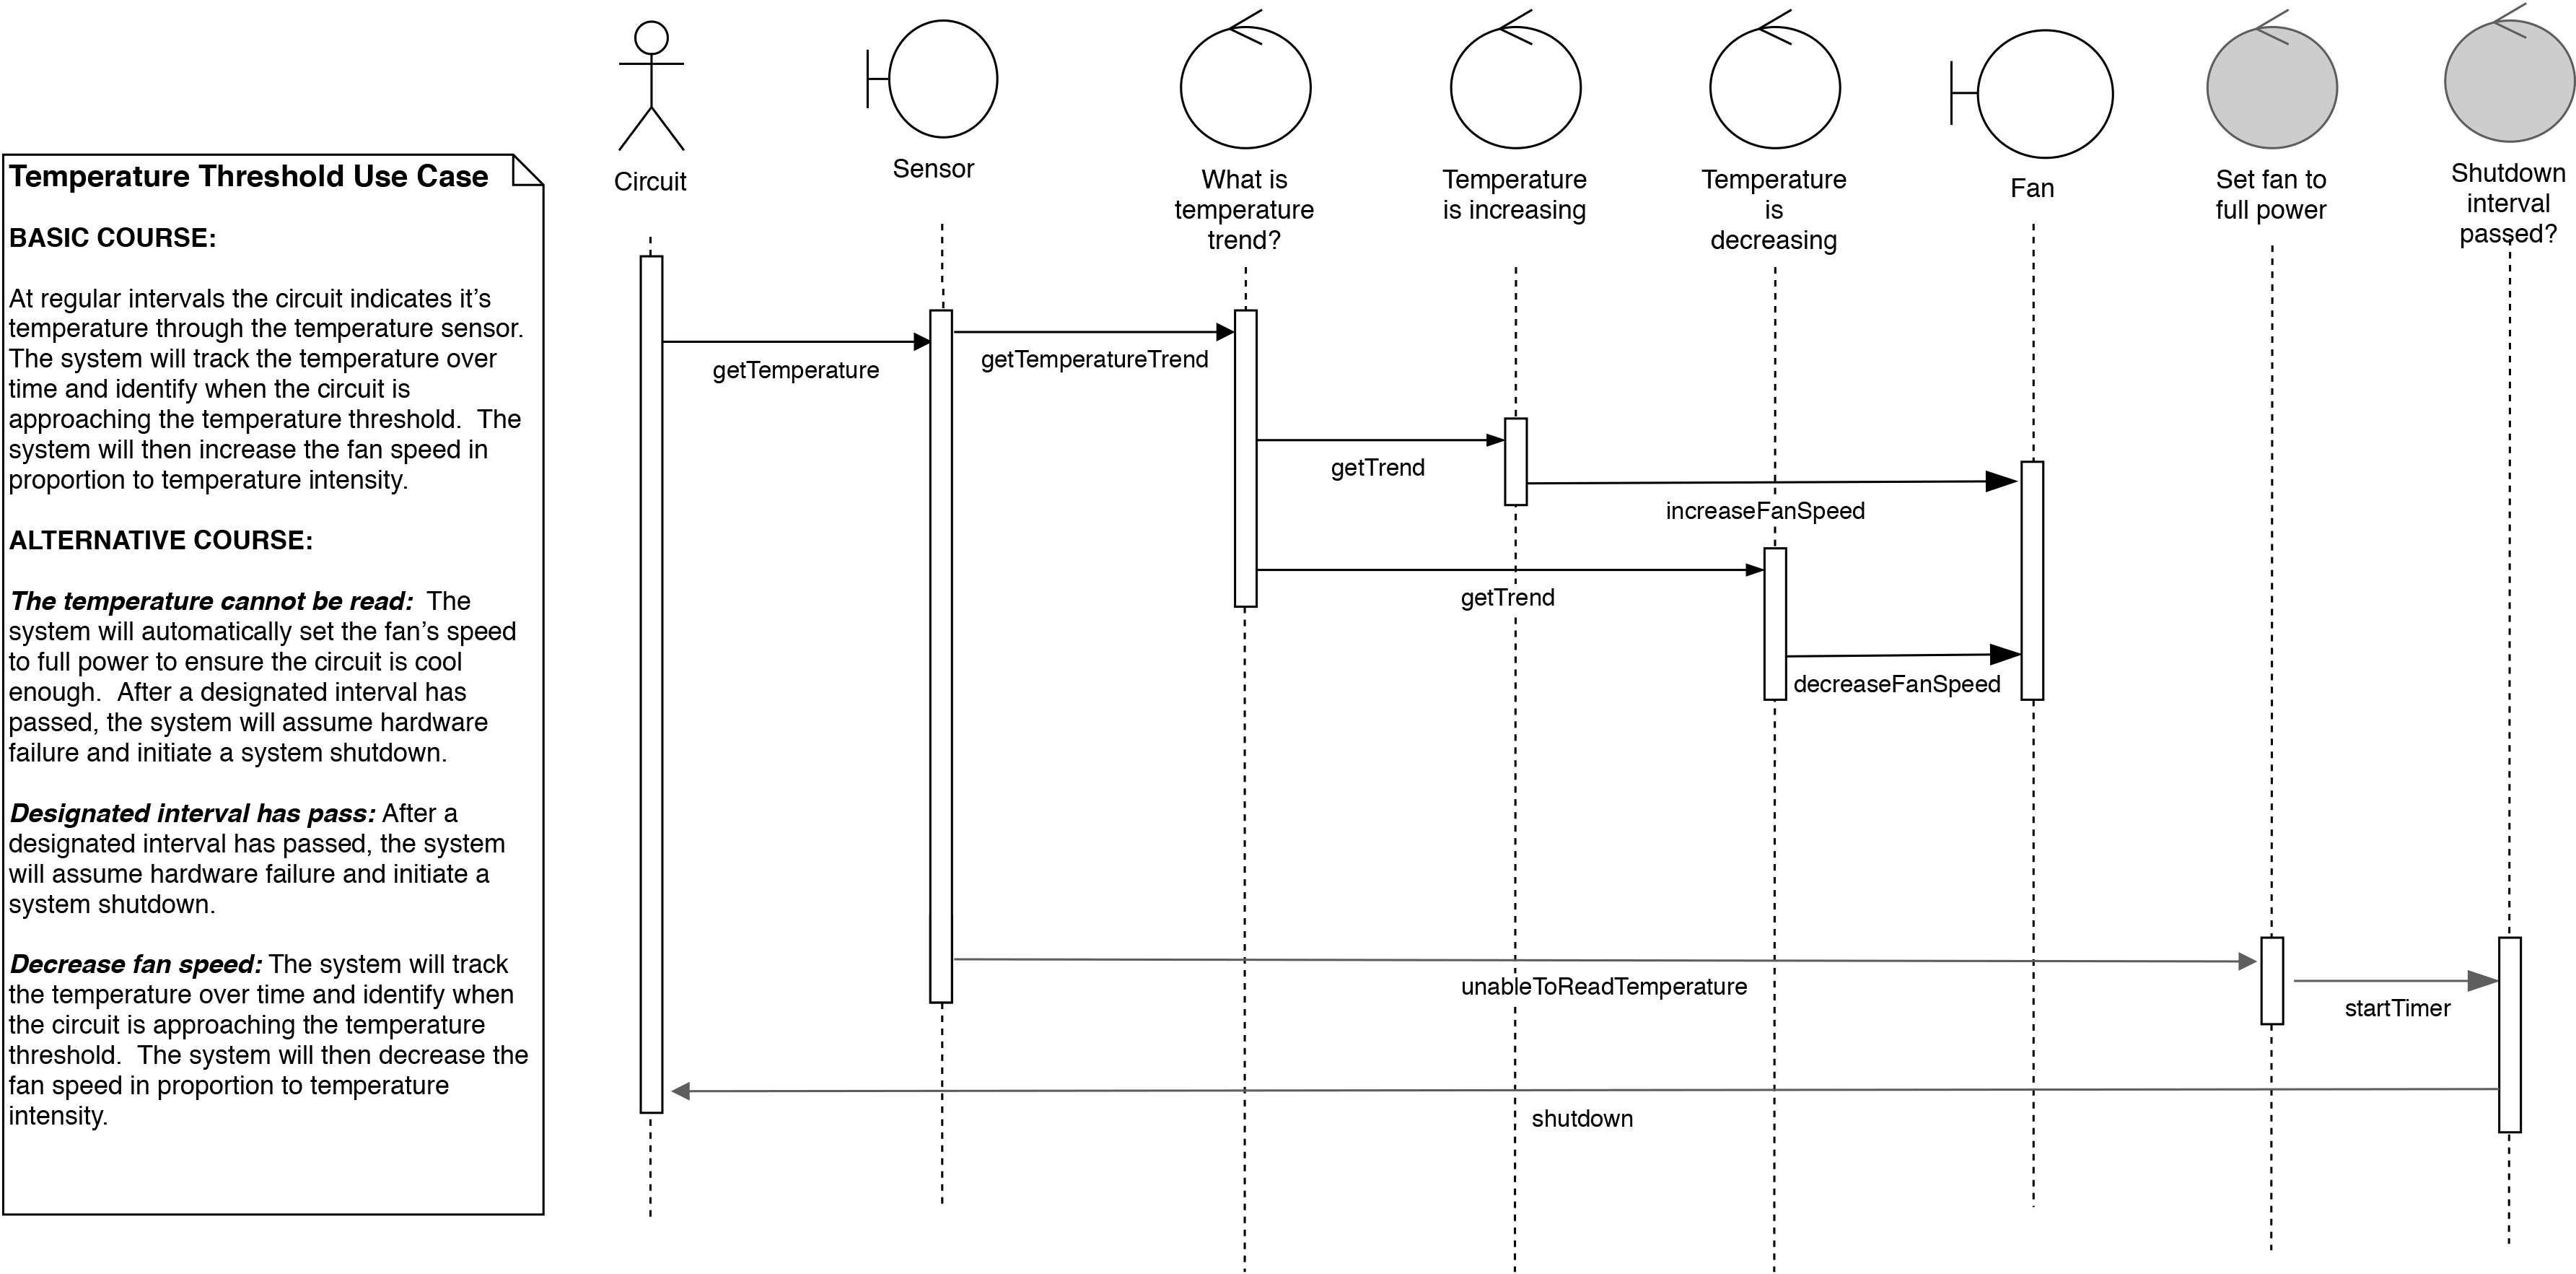 Temperature Threshold Use Case
BASIC COURSE:
At regular intervals the circuit indicates it’s
temperature through the temperature sensor.
The system will track the temperature over
time and identify when the circuit is
approaching the temperature threshold.  The
system will then increase the fan speed in
proportion to temperature intensity.
ALTERNATIVE COURSE:
The temperature cannot be read:  The
system will automatically set the fan’s speed
to full power to ensure the circuit is cool
enough.  After a designated interval has
passed, the system will assume hardware
failure and initiate a system shutdown.
Designated interval has pass: After a
designated interval has passed, the system
will assume hardware failure and initiate a
system shutdown.
Decrease fan speed: The system will track
the temperature over time and identify when
the circuit is approaching the temperature
threshold.  The system will then decrease the
fan speed in proportion to temperature
intensity.
Circuit
Sensor
What is
temperature
trend?
Temperature
is increasing
Temperature
is
decreasing
Fan
Set fan to
full power
Shutdown
interval
passed?
getTemperature
getTemperatureTrend
getTrend
increaseFanSpeed
getTrend
decreaseFanSpeed
unableToReadTemperature
startTimer
shutdown